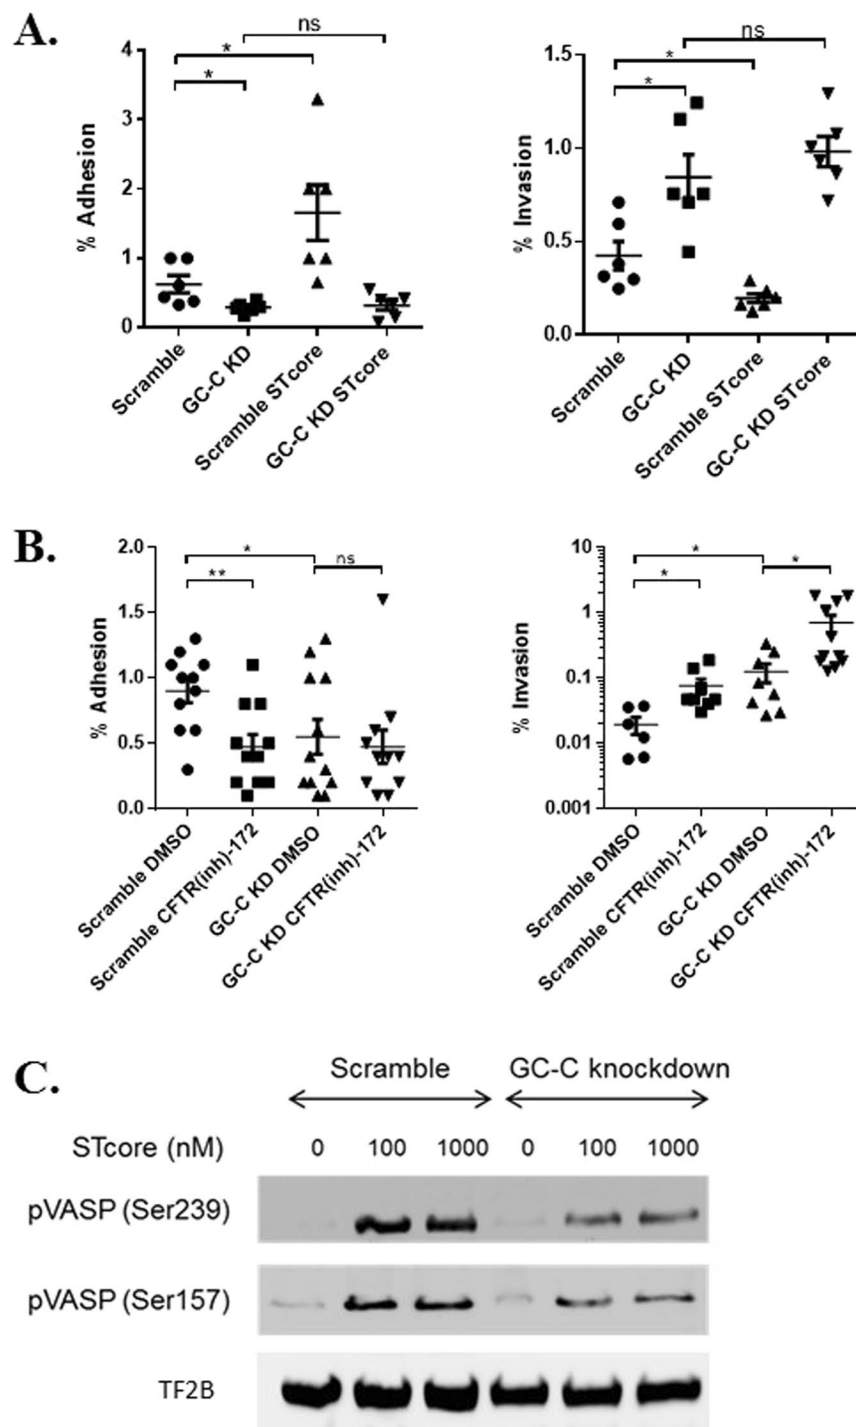 A.
ns
*
*
4
3
2
1
0
% Adhesion
Scramble
GC-C KD
Scramble STcore
GC-C KD STcore
ns
*
*
1.5
1.0
0.5
0.0
% Invasion
Scramble
GC-C KD
Scramble STcore
GC-C KD STcore
B.
*
**
ns
2.0
1.5
1.0
0.5
0.0
% Adhesion
Scramble DMSO
Scramble CFTR(inh)-172
GC-C KD DMSO
GC-C KD CFTR(inh)-172
*
*
*
10
1
0.1
0.01
0.001
% Invasion
Scramble DMSO
Scramble CFTR(inh)-172
GC-C KD DMSO
GC-C KD CFTR(inh)-172
C.
Scramble GC-C knockdown
STcore (nM) 0 100 1000 0 100 1000
pVASP (Ser239)
pVASP (Ser157)
TF2B